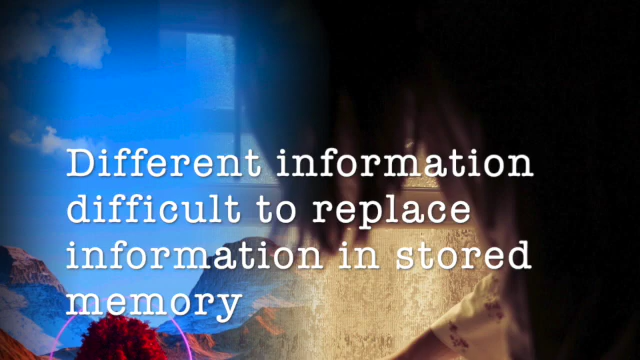 Different information
difficult to replace
information in stored
memory